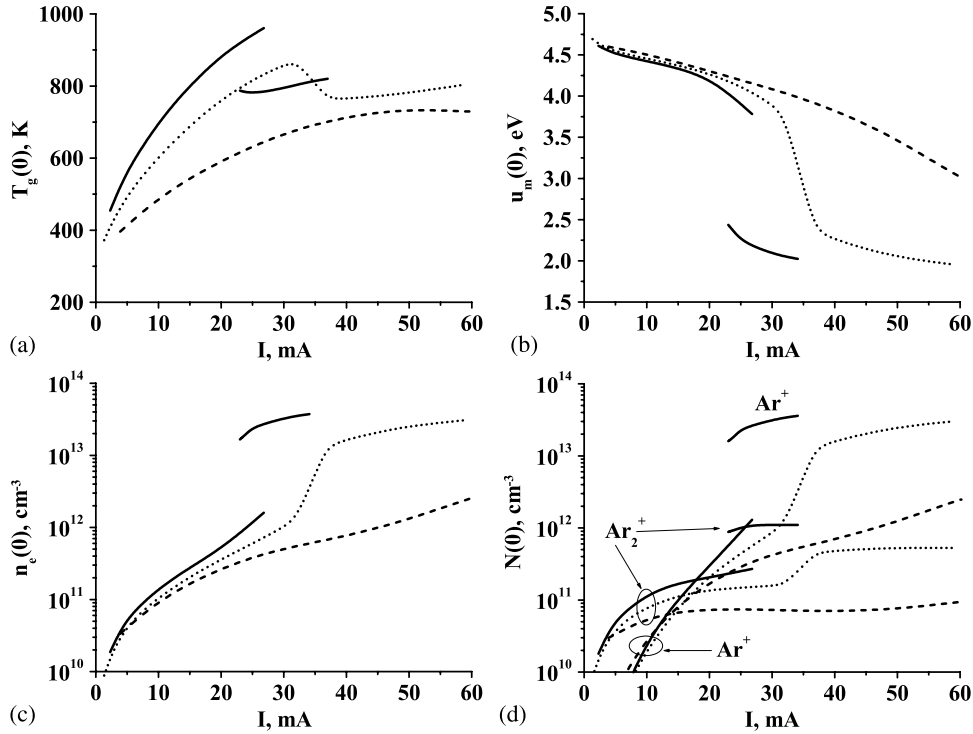 1000
800
600
400
200
T_g(0), K
0 10 20 30 40 50 60
(a)
I, mA
5.0
4.5
4.0
3.5
3.0
2.5
2.0
1.5
u_m(0), eV
0 10 20 30 40 50 60
(b)
I, mA
10^14
10^13
10^12
10^11
10^10
n_e(0), cm^-3
0 10 20 30 40 50 60
(c)
I, mA
10^14
10^13
10^12
10^11
10^10
N(0), cm^-3
Ar^+
Ar_2^+
Ar^+
0 10 20 30 40 50 60
(d)
I, mA